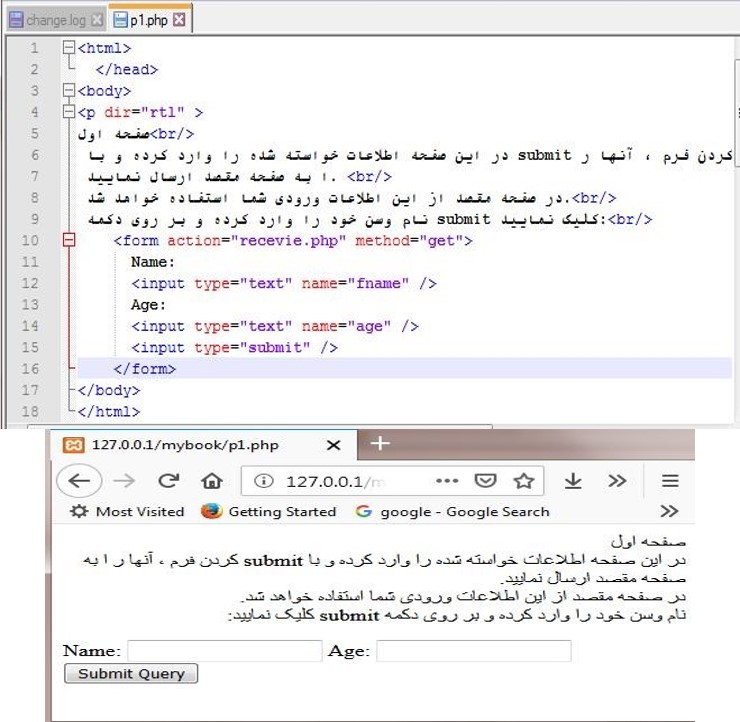 change.log
p1.php
1 <html>
2 </head>
3 <body>
4 <p dir="rtl" >
5 صفحه اول<br/>
6 در این صفحه اطلاعات خواسته شده را وارد کرده و با submit کردن فرم ، آنها ر
7 ا به صفحه مقصد ارسال نمایید. <br/>
8 در صفحه مقصد از این اطلاعات ورودی شما استفاده خواهد شد.<br/>
9 نام وسن خود را وارد کرده و بر روی دکمه submit کلیک نمایید:<br/>
10 <form action="recevie.php" method="get">
11 Name:
12 <input type="text" name="fname" />
13 Age:
14 <input type="text" name="age" />
15 <input type="submit" />
16 </form>
17 </body>
18 </html>
127.0.0.1/mybook/p1.php
127.0.0.1/m
Most Visited Getting Started google - Google Search
صفحه اول
در این صفحه اطلاعات خواسته شده را وارد کرده و با submit کردن فرم ، آنها ر ا به
صفحه مقصد ارسال نمایید.
در صفحه مقصد از این اطلاعات ورودی شما استفاده خواهد شد.
نام وسن خود را وارد کرده و بر روی دکمه submit کلیک نمایید:
Name: Age:
Submit Query